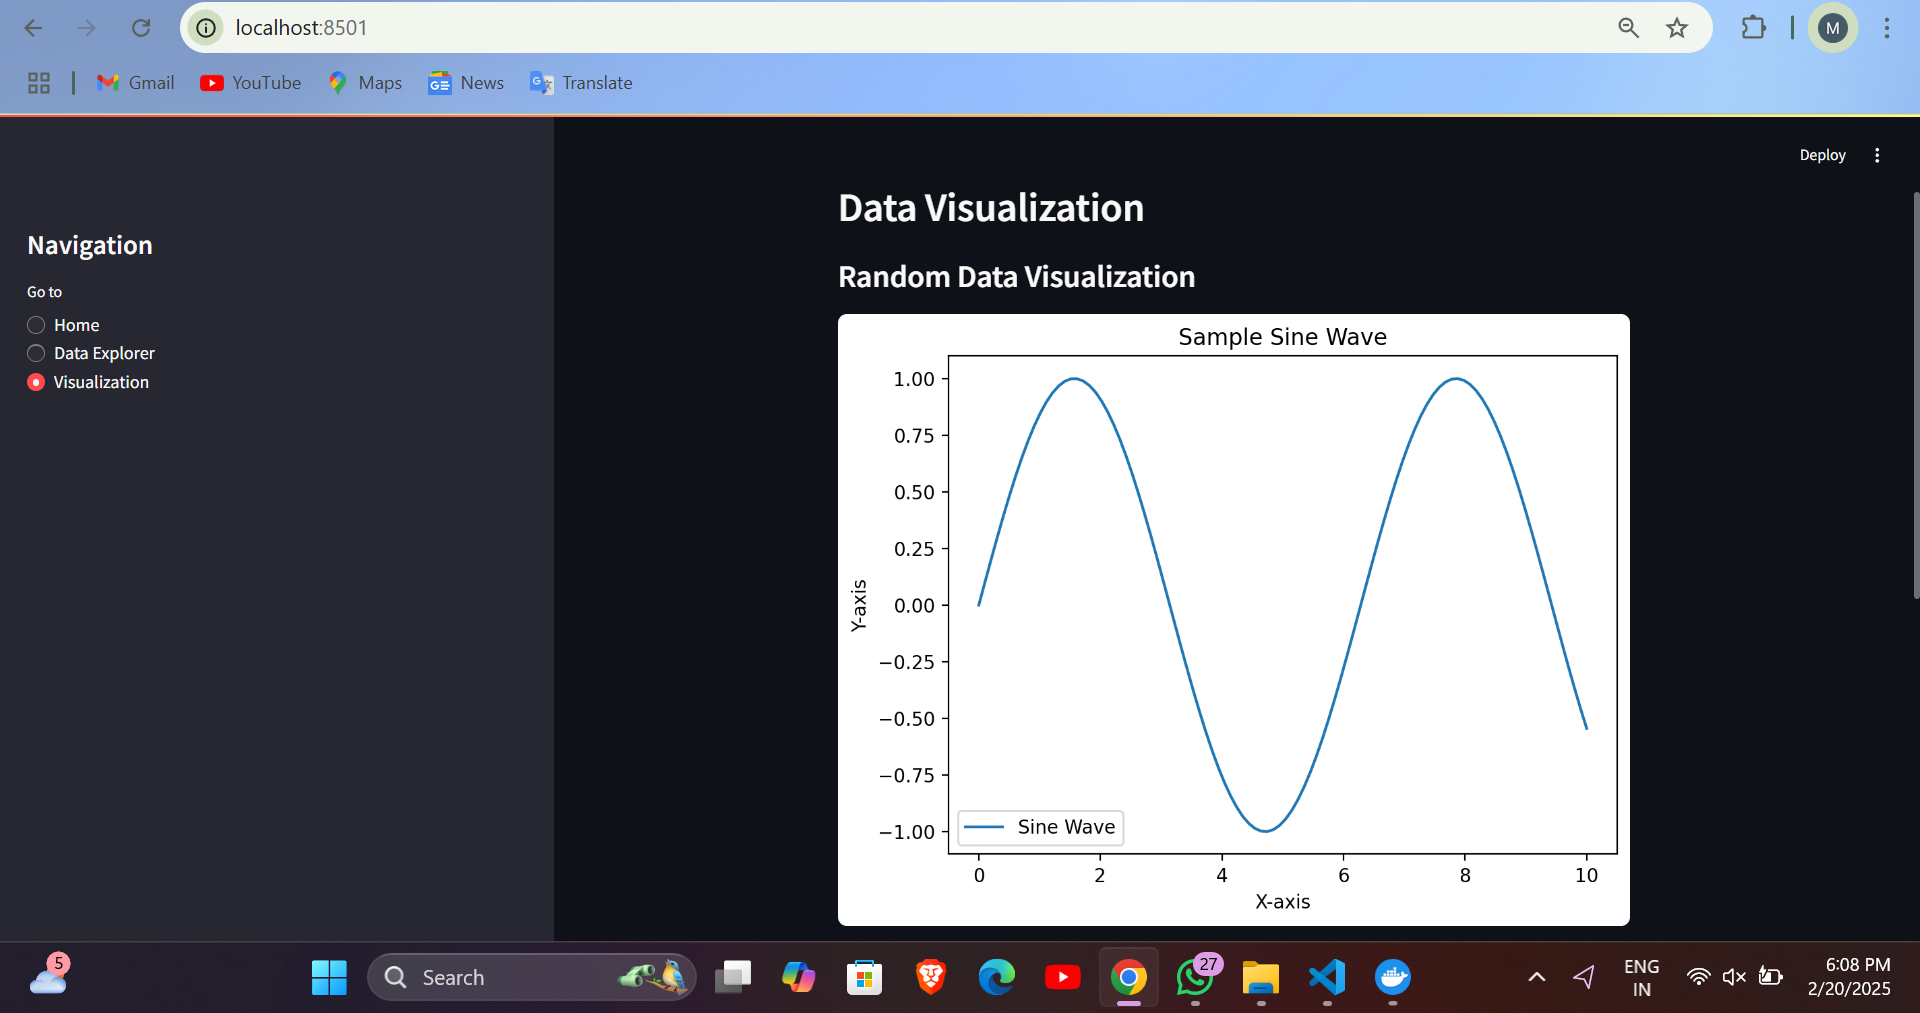 localhost:8501
M
Gmail
YouTube
Maps
News
Translate
Deploy
Navigation
Go to
Home
Data Explorer
Visualization
Data Visualization
Random Data Visualization
Sample Sine Wave
1.00
0.75
0.50
0.25
0.00
−0.25
−0.50
−0.75
−1.00
Y-axis
Sine Wave
0 2 4 6 8 10
X-axis
5
Search
27
ENG
IN
6:08 PM
2/20/2025